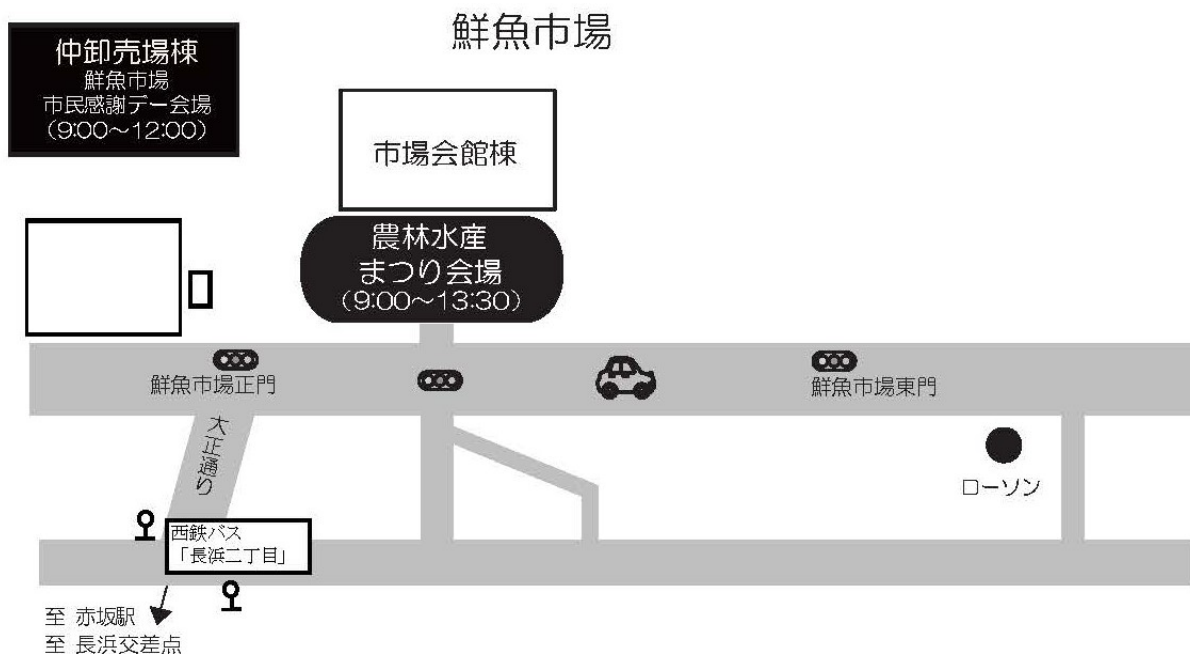 鮮魚市場
仲卸売場棟
鮮魚市場
市民感謝デー会場
(9:00～12:00)
市場会館棟
農林水産
まつり会場
(9:00～13:30)
鮮魚市場正門
鮮魚市場東門
大正通り
ローソン
西鉄バス
「長浜二丁目」
至 赤坂駅
至 長浜交差点